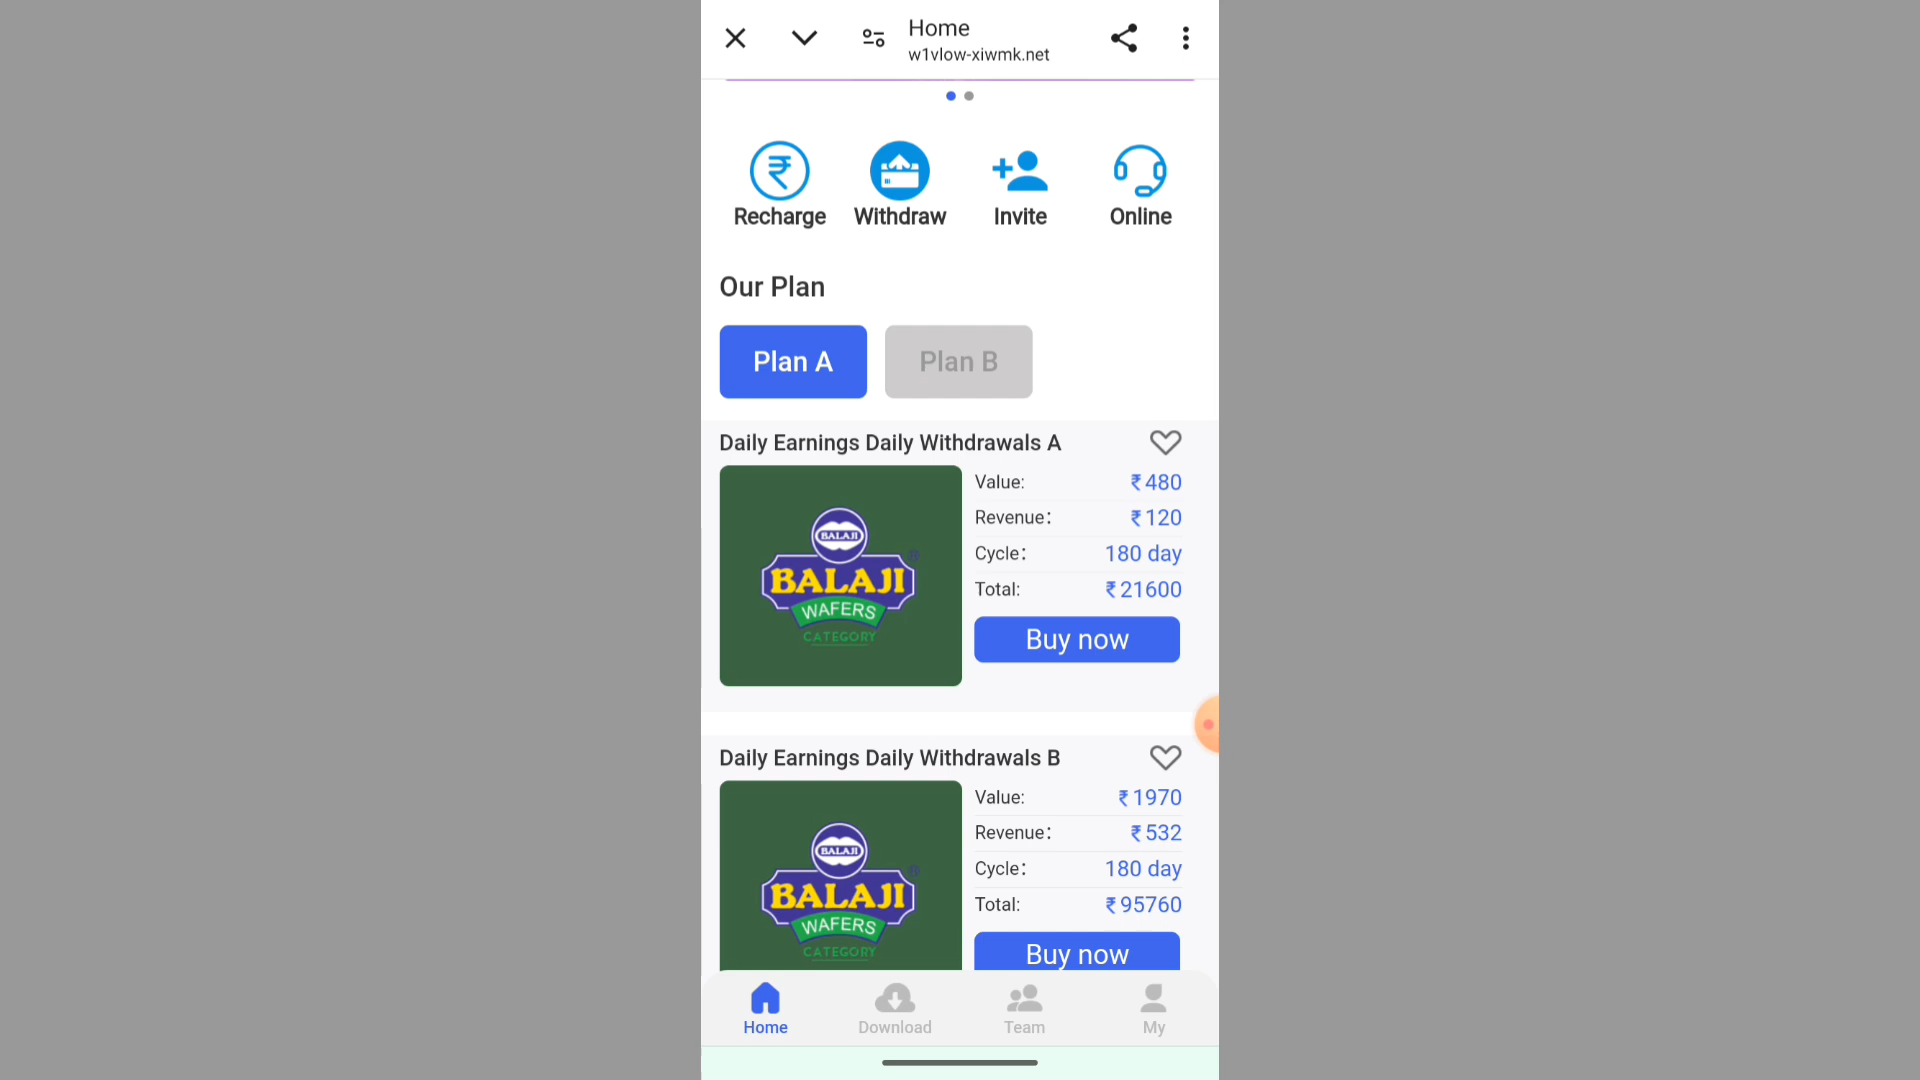 Home
w1vlow-xiwmk.net
Recharge Withdraw Invite Online
Our Plan
Plan A Plan B
Daily Earnings Daily Withdrawals A
BALAJI
BALAJI
WAFERS
CATEGORY
Value: ₹480
Revenue: ₹120
Cycle: 180 day
Total: ₹21600
Buy now
Daily Earnings Daily Withdrawals B
BALAJI
BALAJI
WAFERS
CATEGORY
Value: ₹1970
Revenue: ₹532
Cycle: 180 day
Total: ₹95760
Buy now
Home Download Team My